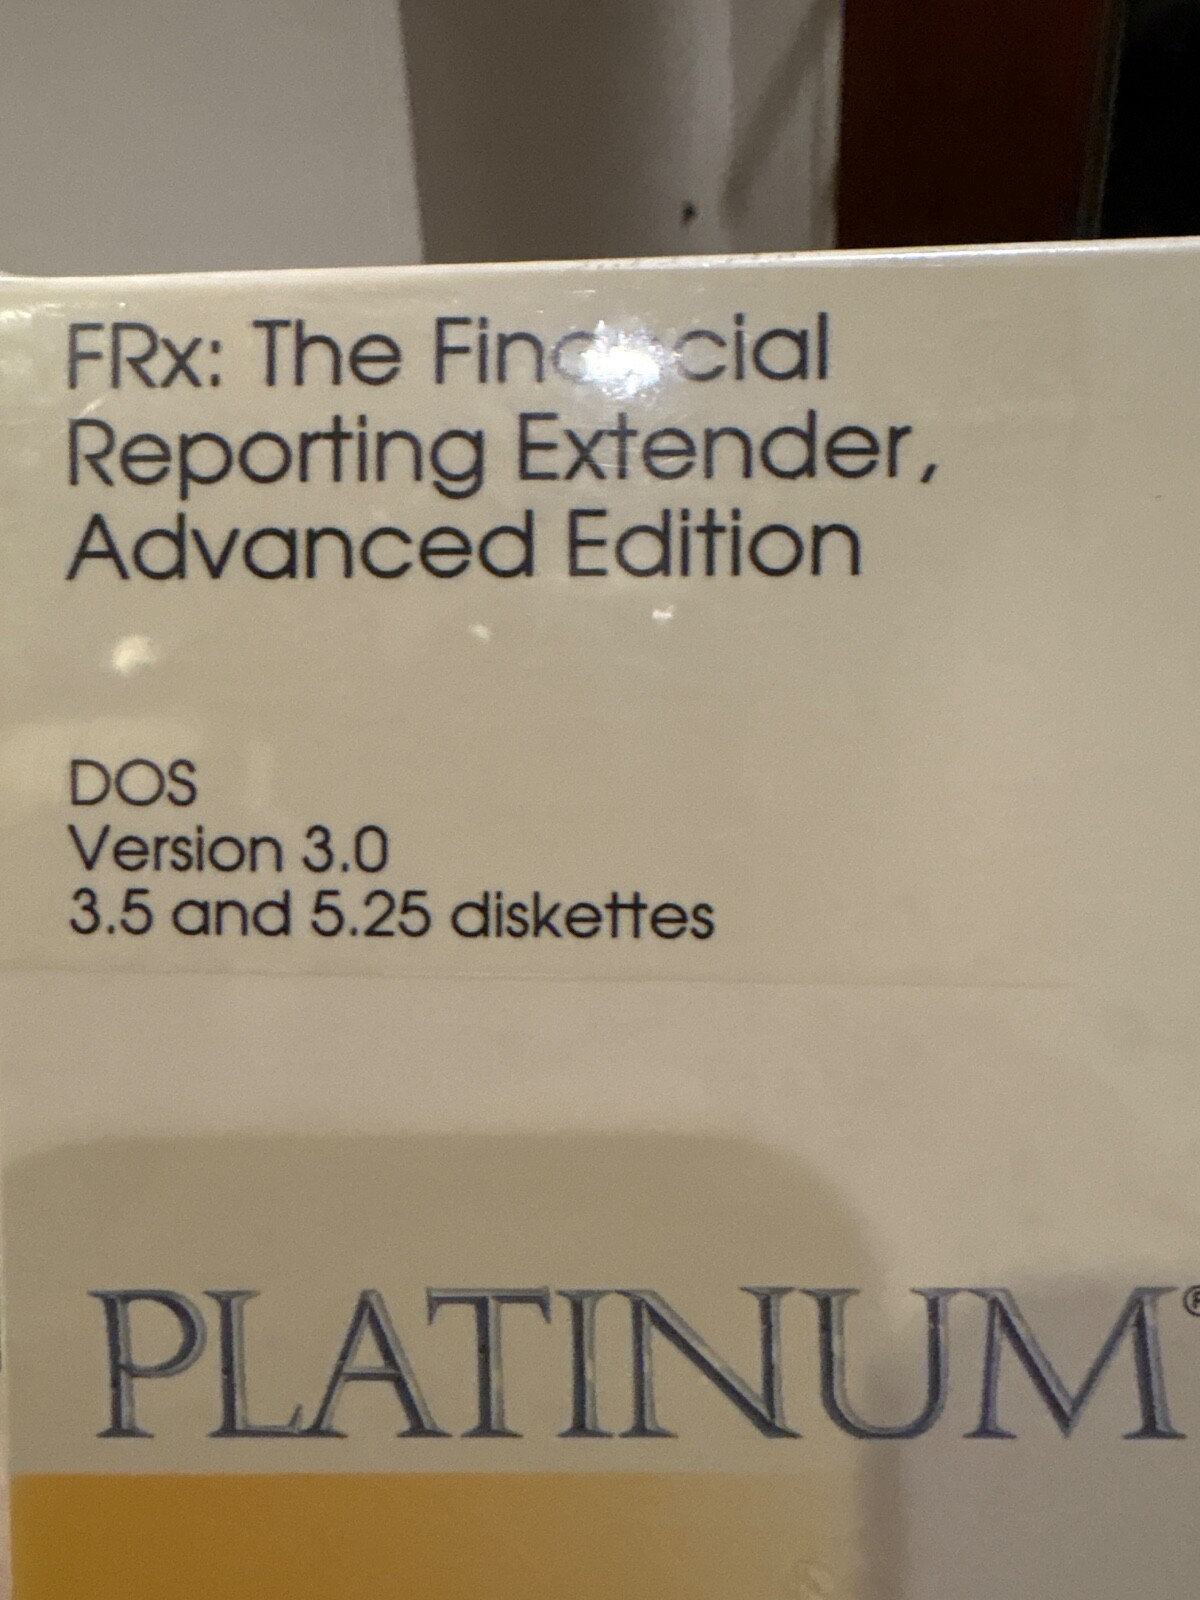 FRx: The Financial
Reporting Extender,
Advanced Edition
DOS
Version 3.0
3.5 and 5.25 diskettes
PLATINUM®